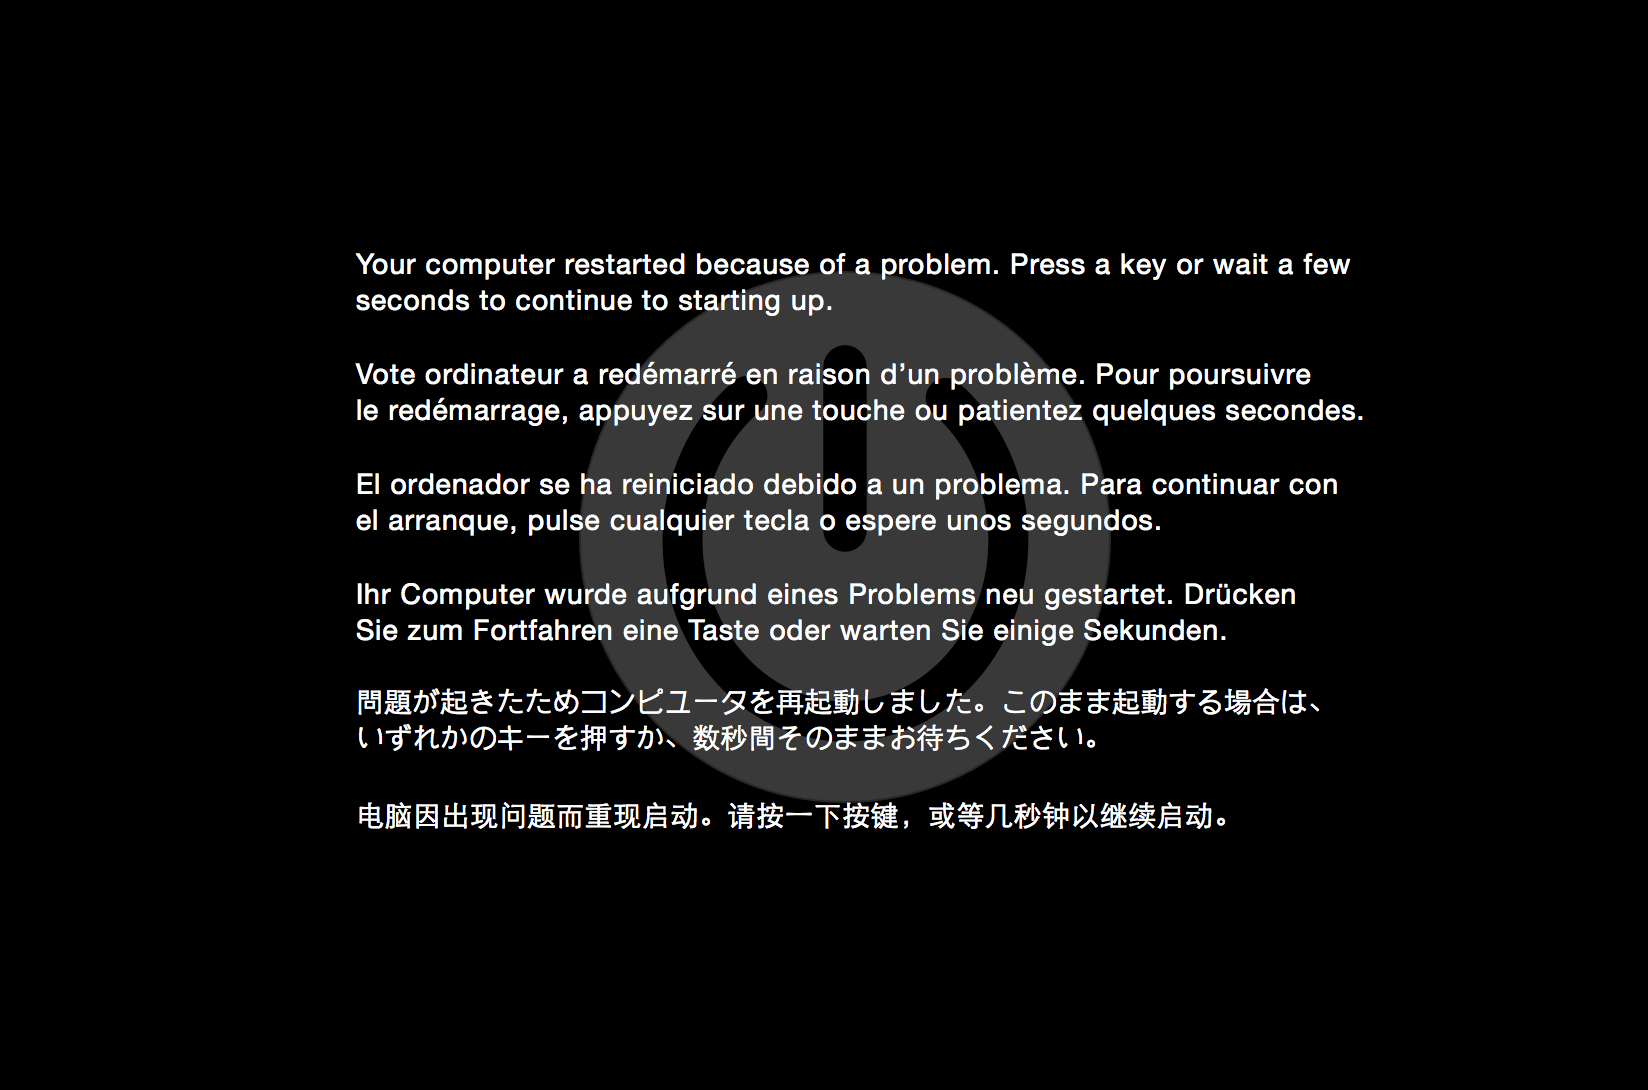 Your computer restarted because of a problem. Press a key or wait a few
seconds to continue to starting up.
Vote ordinateur a redémarré en raison d’un problème. Pour poursuivre
le redémarrage, appuyez sur une touche ou patientez quelques secondes.
El ordenador se ha reiniciado debido a un problema. Para continuar con
el arranque, pulse cualquier tecla o espere unos segundos.
Ihr Computer wurde aufgrund eines Problems neu gestartet. Drücken
Sie zum Fortfahren eine Taste oder warten Sie einige Sekunden.
問題が起きたためコンピュータを再起動しました。このまま起動する場合は、
いずれかのキーを押すか、数秒間そのままお待ちください。
电脑因出现问题而重现启动。请按一下按键，或等几秒钟以继续启动。